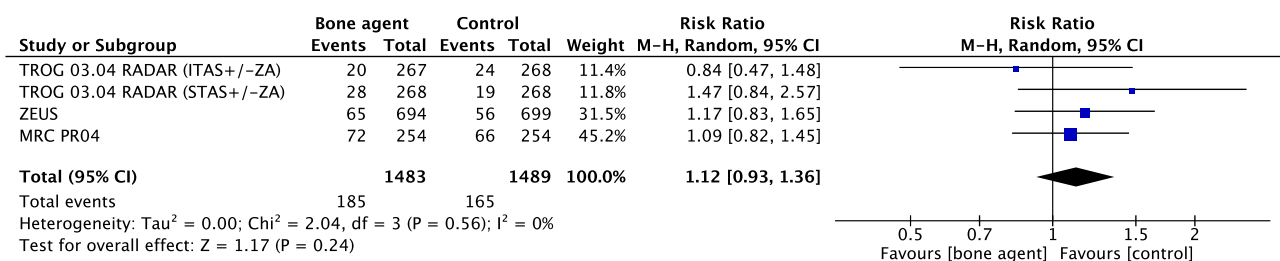 Bone agent Control Risk Ratio Risk Ratio
Study or Subgroup Events Total Events Total Weight M-H, Random, 95% CI M-H, Random, 95% CI
TROG 03.04 RADAR (ITAS+/-ZA) 20 267 24 268 11.4% 0.84 [0.47, 1.48]
TROG 03.04 RADAR (STAS+/-ZA) 28 268 19 268 11.8% 1.47 [0.84, 2.57]
ZEUS 65 694 56 699 31.5% 1.17 [0.83, 1.65]
MRC PR04 72 254 66 254 45.2% 1.09 [0.82, 1.45]
Total (95% CI) 1483 1489 100.0% 1.12 [0.93, 1.36]
Total events 185 165
Heterogeneity: Tau² = 0.00; Chi² = 2.04, df = 3 (P = 0.56); I² = 0%
Test for overall effect: Z = 1.17 (P = 0.24)
0.5 0.7 1 1.5 2
Favours [bone agent] Favours [control]